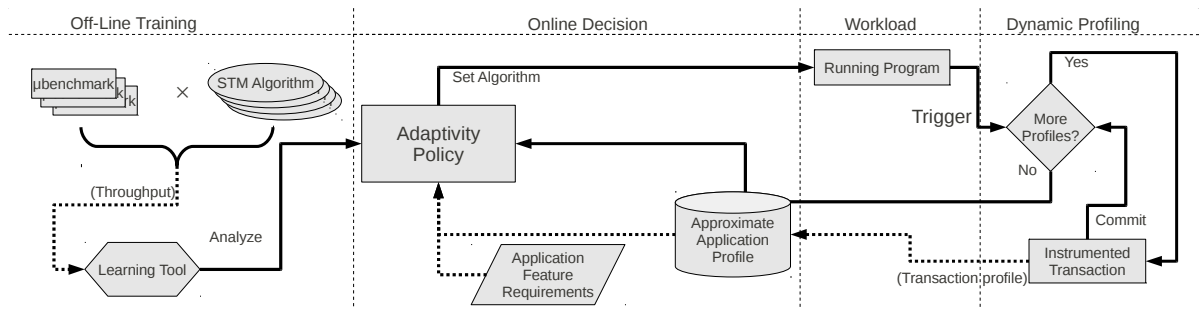 Off-Line Training
Online Decision
Workload
Dynamic Profiling
µbenchmark
k
rk
×
STM Algorithm
Set Algorithm
Running Program
Yes
Trigger
More
Profiles?
No
Adaptivity
Policy
(Throughput)
Analyze
Learning Tool
Application
Feature
Requirements
Approximate
Application
Profile
Commit
(Transaction profile)
Instrumented
Transaction